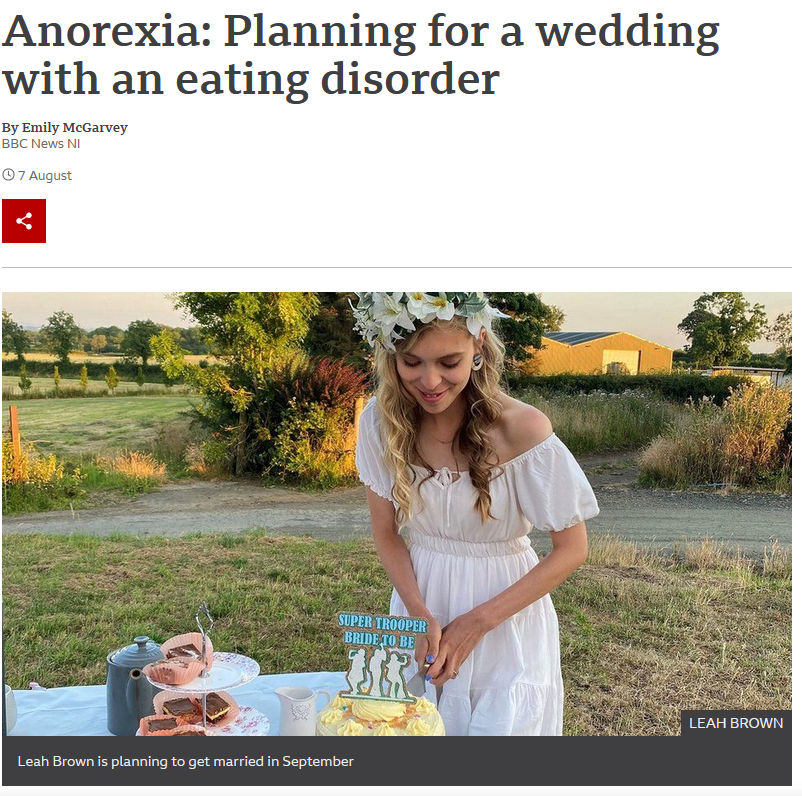 Anorexia: Planning for a wedding
with an eating disorder
By Emily McGarvey
BBC News NI
7 August
SUPER TROOPER
BRIDE TO BE
LEAH BROWN
Leah Brown is planning to get married in September